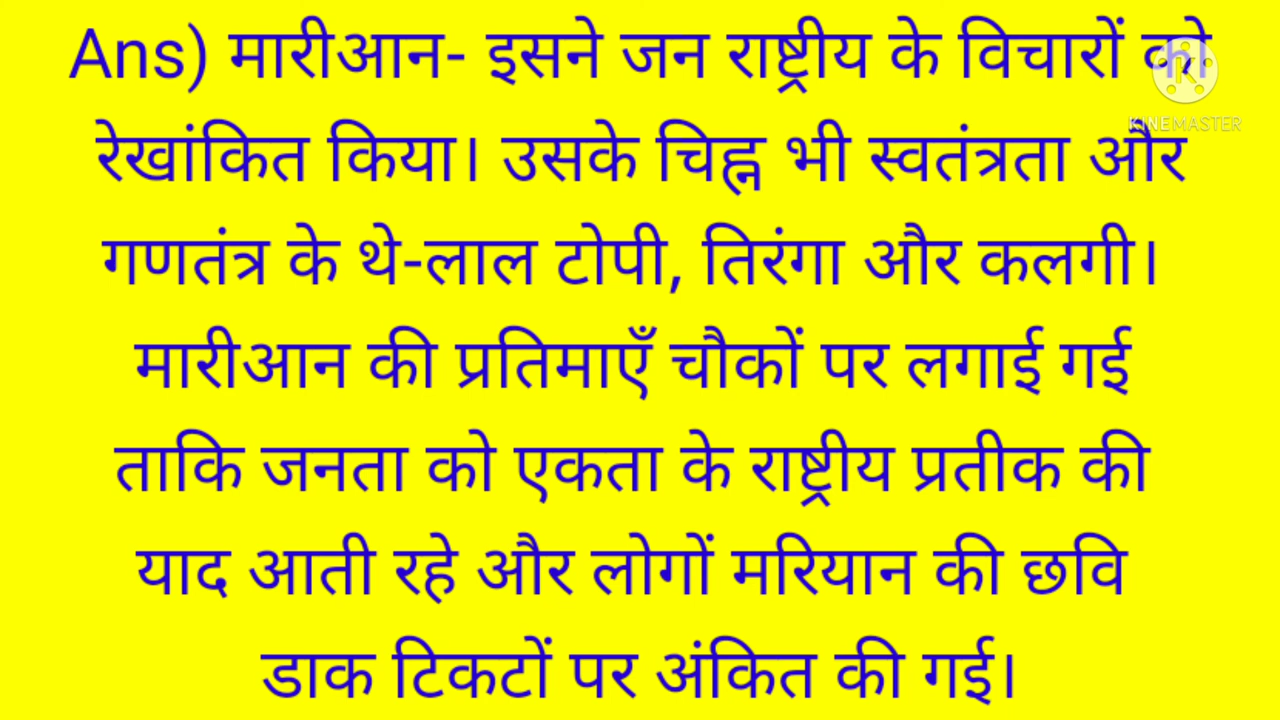 Ans) मारीआन- इसने जन राष्ट्रीय के विचारों को
KINEMASTER
रेखांकित किया। उसके चिह्न भी स्वतंत्रता और
गणतंत्र के थे-लाल टोपी, तिरंगा और कलगी।
मारीआन की प्रतिमाएँ चौकों पर लगाई गई
ताकि जनता को एकता के राष्ट्रीय प्रतीक की
याद आती रहे और लोगों मरियान की छवि
डाक टिकटों पर अंकित की गई।